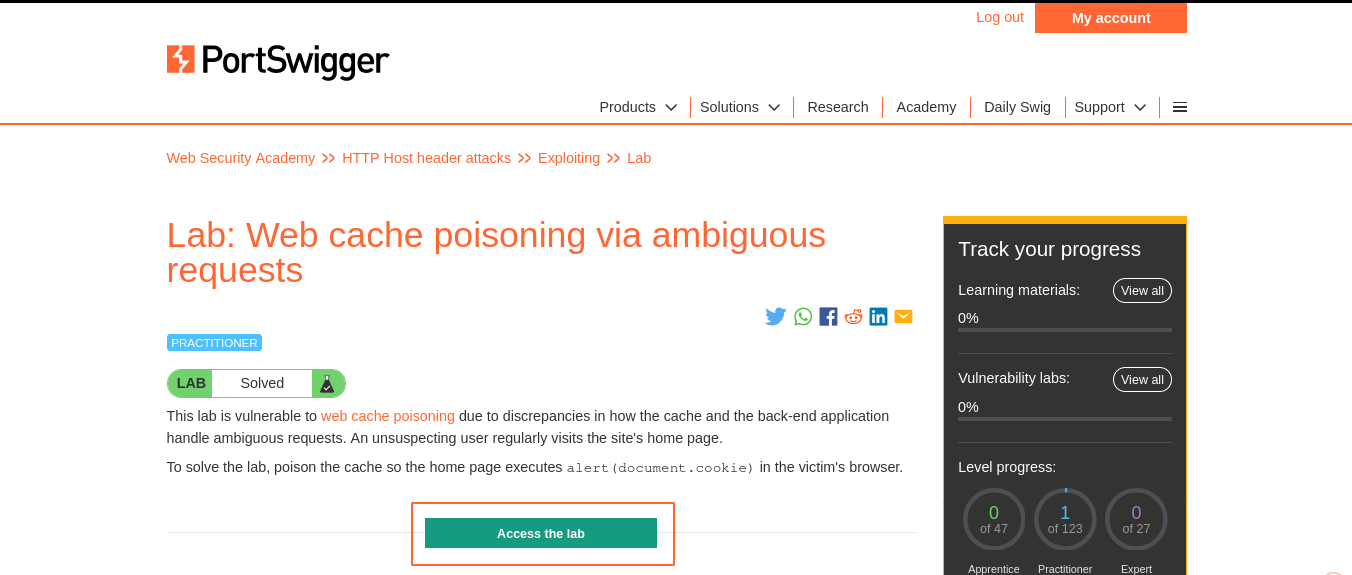 Log out
My account
PortSwigger
Products
Solutions
Research
Academy
Daily Swig
Support
Web Security Academy
HTTP Host header attacks
Exploiting
Lab
Lab: Web cache poisoning via ambiguous
requests
PRACTITIONER
LAB Solved
This lab is vulnerable to web cache poisoning due to discrepancies in how the cache and the back-end application
handle ambiguous requests. An unsuspecting user regularly visits the site's home page.
To solve the lab, poison the cache so the home page executes alert(document.cookie) in the victim's browser.
Access the lab
Track your progress
Learning materials: View all
0%
Vulnerability labs: View all
0%
Level progress:
0 1 0
of 47 of 123 of 27
Apprentice Practitioner Expert